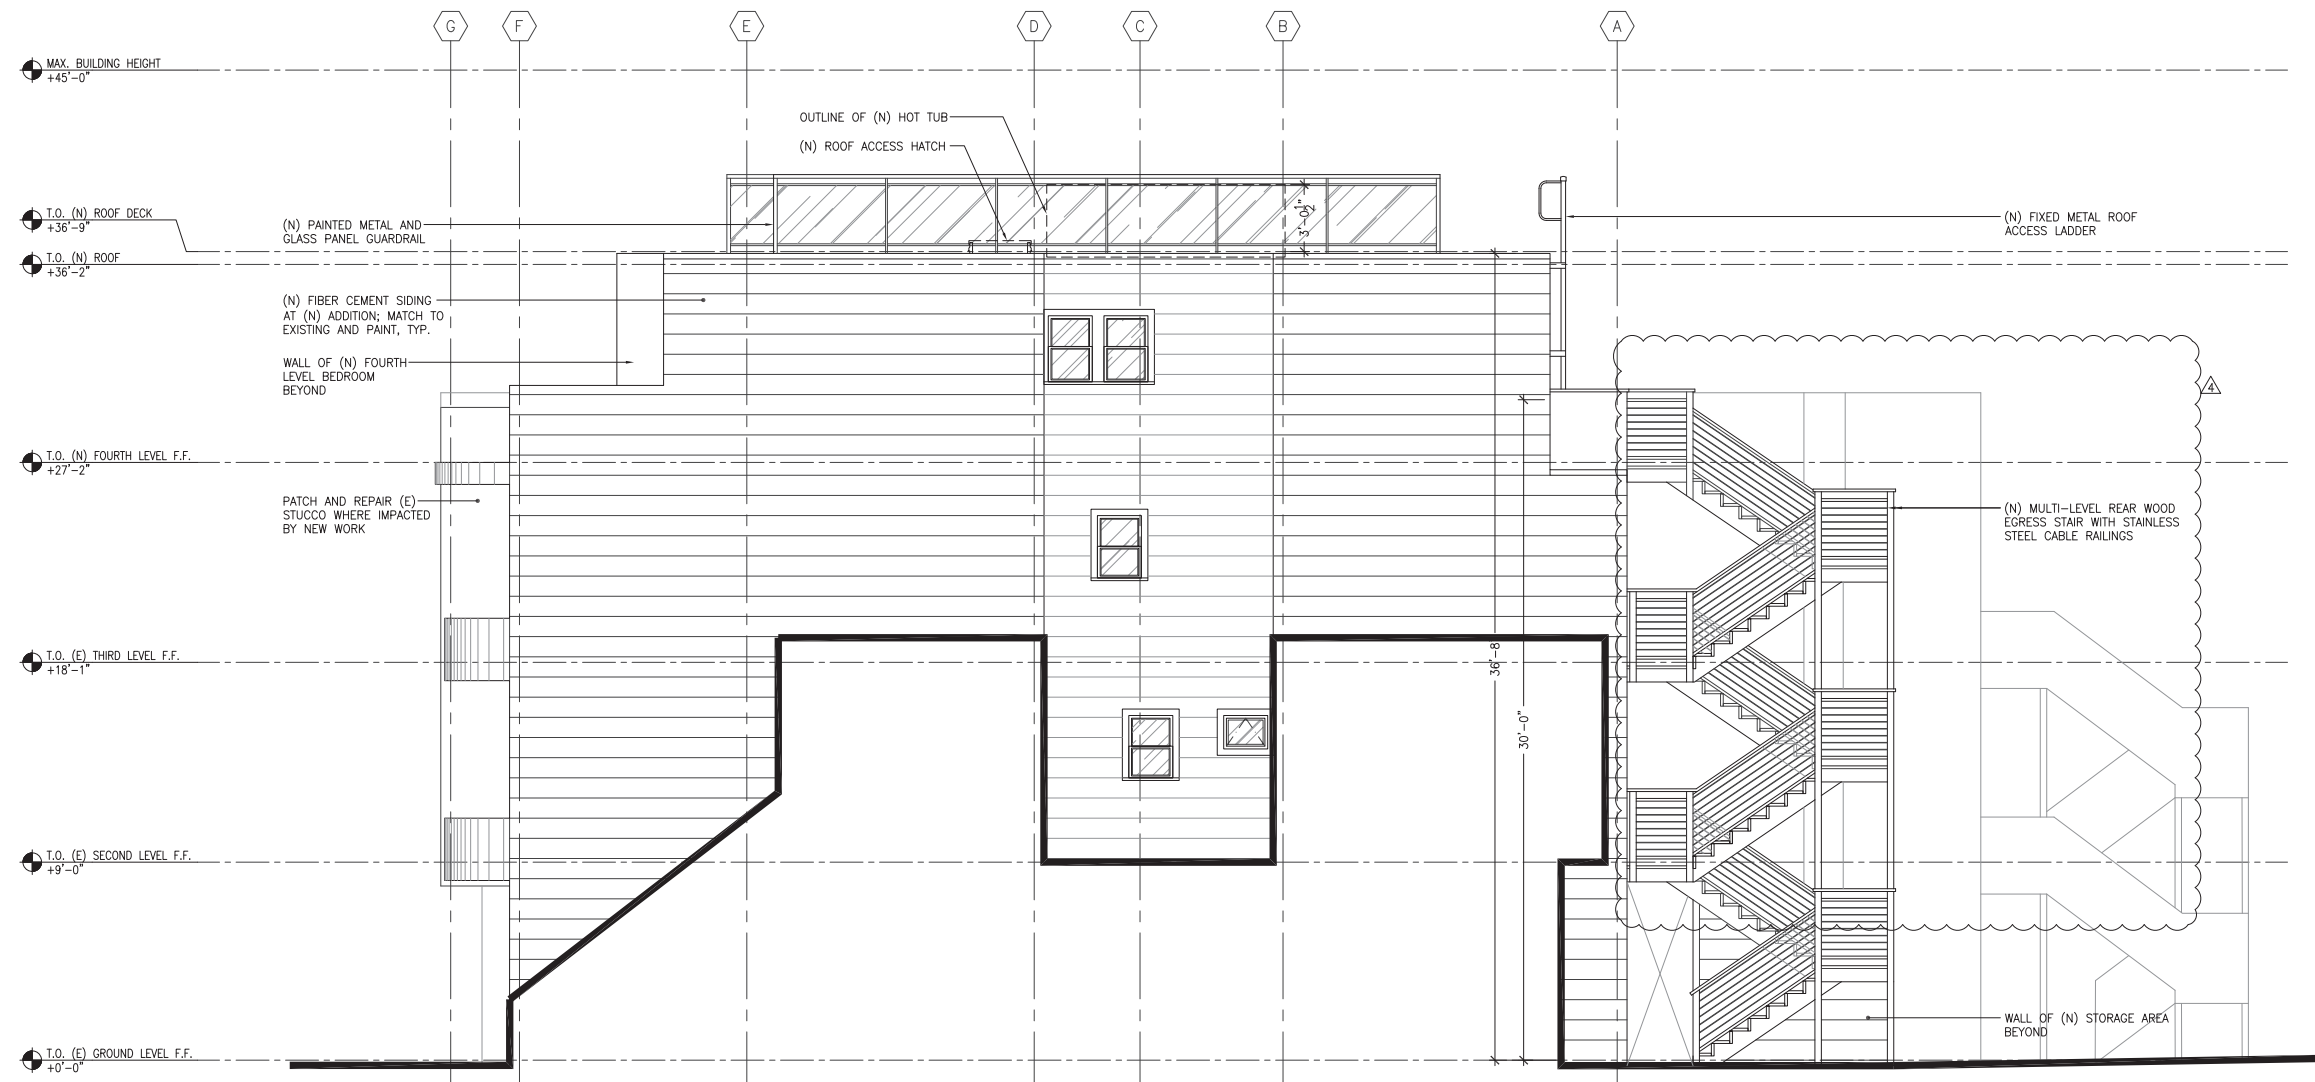 G F E D C B A
MAX. BUILDING HEIGHT
+45'-0"
OUTLINE OF (N) HOT TUB
(N) ROOF ACCESS HATCH
T.O. (N) ROOF DECK
+36'-9"
(N) PAINTED METAL AND
GLASS PANEL GUARDRAIL
3'-0½"
(N) FIXED METAL ROOF
ACCESS LADDER
T.O. (N) ROOF
+36'-2"
(N) FIBER CEMENT SIDING
AT (N) ADDITION; MATCH TO
EXISTING AND PAINT, TYP.
WALL OF (N) FOURTH
LEVEL BEDROOM
BEYOND
4
T.O. (N) FOURTH LEVEL F.F.
+27'-2"
PATCH AND REPAIR (E)
STUCCO WHERE IMPACTED
BY NEW WORK
(N) MULTI-LEVEL REAR WOOD
EGRESS STAIR WITH STAINLESS
STEEL CABLE RAILINGS
T.O. (E) THIRD LEVEL F.F.
+18'-1"
36'-8
30'-0"
T.O. (E) SECOND LEVEL F.F.
+9'-0"
WALL OF (N) STORAGE AREA
BEYOND
T.O. (E) GROUND LEVEL F.F.
+0'-0"